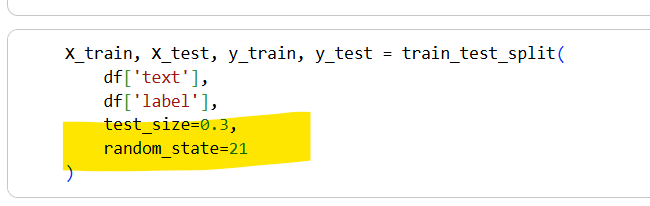 X_train, X_test, y_train, y_test = train_test_split(
    df['text'],
    df['label'],
    test_size=0.3,
    random_state=21
)